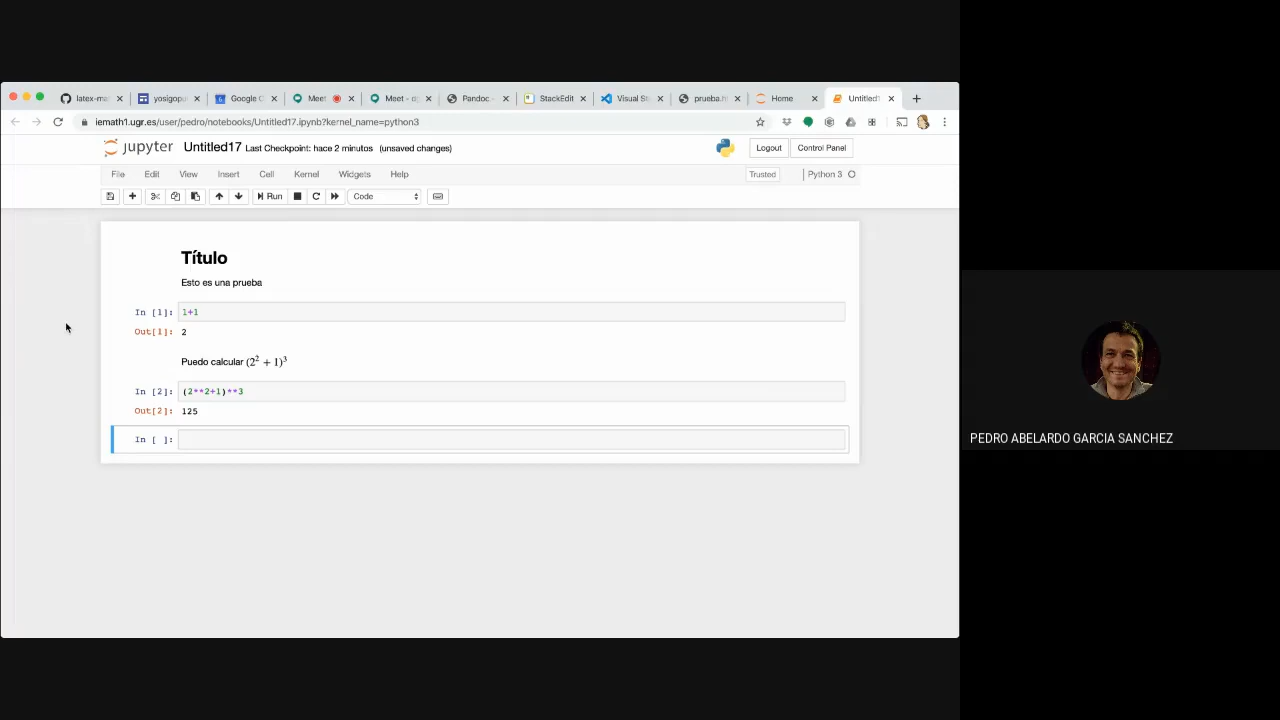 latex-ma
yosigopu
Google C
Meet
Meet - d
Pandoc -
StackEdit
Visual St
prueba.ht
Home
Untitled1
iemath1.ugr.es/user/pedro/notebooks/Untitled17.ipynb?kernel_name=python3
jupyter Untitled17 Last Checkpoint: hace 2 minutos (unsaved changes)
Logout Control Panel
File Edit View Insert Cell Kernel Widgets Help
Trusted Python 3
Run Code
Título
Esto es una prueba
In [1]: 1+1
Out[1]: 2
Puedo calcular (2² + 1)³
In [2]: (2**2+1)**3
Out[2]: 125
In [ ]:
PEDRO ABELARDO GARCIA SANCHEZ